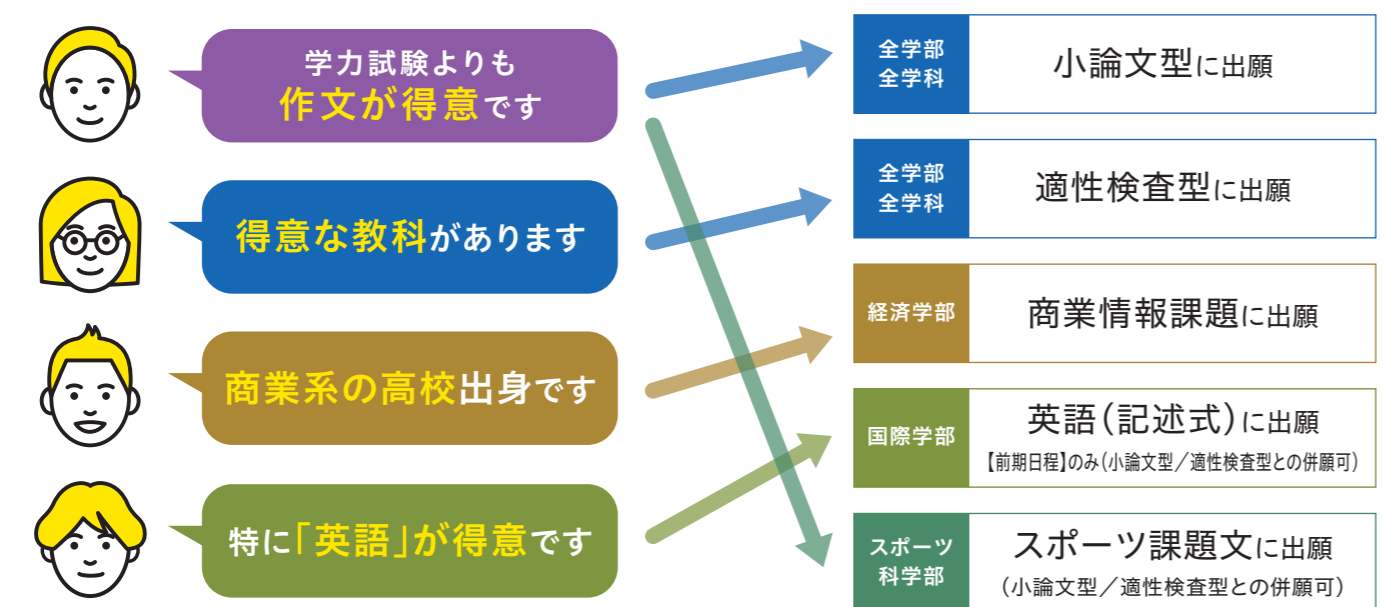 学力試験よりも
作文が得意です
得意な教科があります
商業系の高校出身です
特に「英語」が得意です
全学部
全学科
小論文型に出願
全学部
全学科
適性検査型に出願
経済学部
商業情報課題に出願
国際学部
英語(記述式)に出願
【前期日程】のみ(小論文型/適性検査型との併願可)
スポーツ
科学部
スポーツ課題文に出願
(小論文型/適性検査型との併願可)